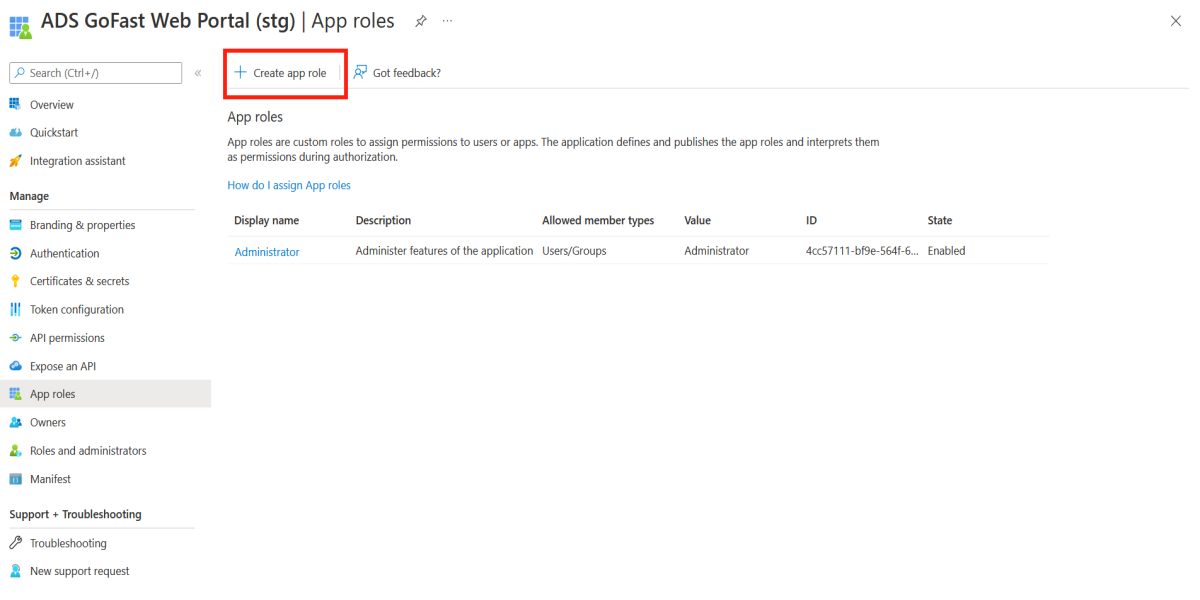 ADS GoFast Web Portal (stg) | App roles
Search (Ctrl+/)
«
Create app role
Got feedback?
Overview
Quickstart
Integration assistant
Manage
Branding & properties
Authentication
Certificates & secrets
Token configuration
API permissions
Expose an API
App roles
Owners
Roles and administrators
Manifest
Support + Troubleshooting
Troubleshooting
New support request
App roles
App roles are custom roles to assign permissions to users or apps. The application defines and publishes the app roles and interprets them
as permissions during authorization.
How do I assign App roles
Display name Description Allowed member types Value ID State
Administrator Administer features of the application Users/Groups Administrator 4cc57111-bf9e-564f-6... Enabled